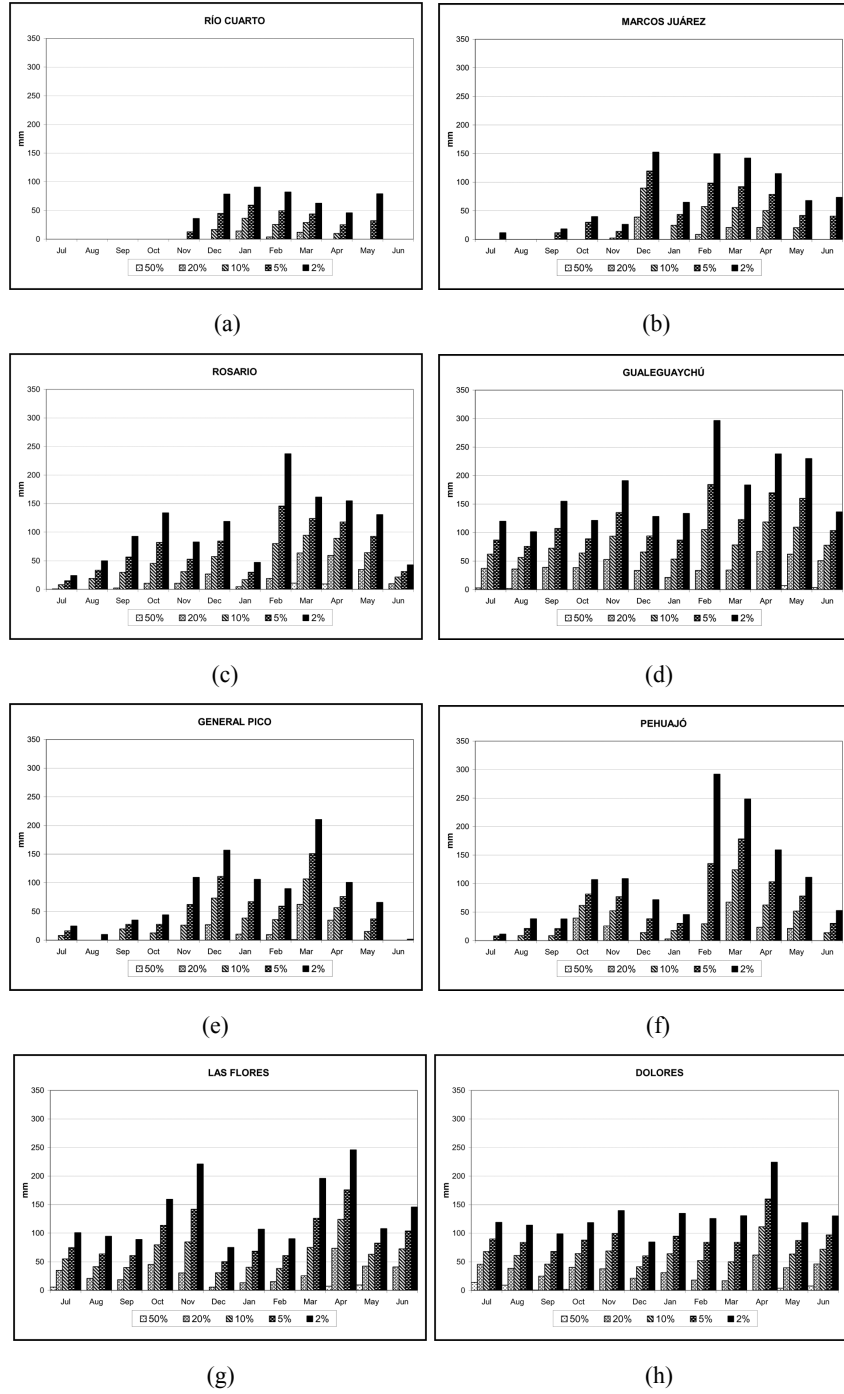 RÍO CUARTO
350
300
250
200
150
100
50
0
mm
Jul Aug Sep Oct Nov Dec Jan Feb Mar Apr May Jun
50% 20% 10% 5% 2%
(a)
MARCOS JUÁREZ
350
300
250
200
150
100
50
0
mm
Jul Aug Sep Oct Nov Dec Jan Feb Mar Apr May Jun
50% 20% 10% 5% 2%
(b)
ROSARIO
350
300
250
200
150
100
50
0
mm
Jul Aug Sep Oct Nov Dec Jan Feb Mar Apr May Jun
50% 20% 10% 5% 2%
(c)
GUALEGUAYCHÚ
350
300
250
200
150
100
50
0
mm
Jul Aug Sep Oct Nov Dec Jan Feb Mar Apr May Jun
50% 20% 10% 5% 2%
(d)
GENERAL PICO
350
300
250
200
150
100
50
0
mm
Jul Aug Sep Oct Nov Dec Jan Feb Mar Apr May Jun
50% 20% 10% 5% 2%
(e)
PEHUAJÓ
350
300
250
200
150
100
50
0
mm
Jul Aug Sep Oct Nov Dec Jan Feb Mar Apr May Jun
50% 20% 10% 5% 2%
(f)
LAS FLORES
350
300
250
200
150
100
50
0
mm
Jul Aug Sep Oct Nov Dec Jan Feb Mar Apr May Jun
50% 20% 10% 5% 2%
(g)
DOLORES
350
300
250
200
150
100
50
0
mm
Jul Aug Sep Oct Nov Dec Jan Feb Mar Apr May Jun
50% 20% 10% 5% 2%
(h)